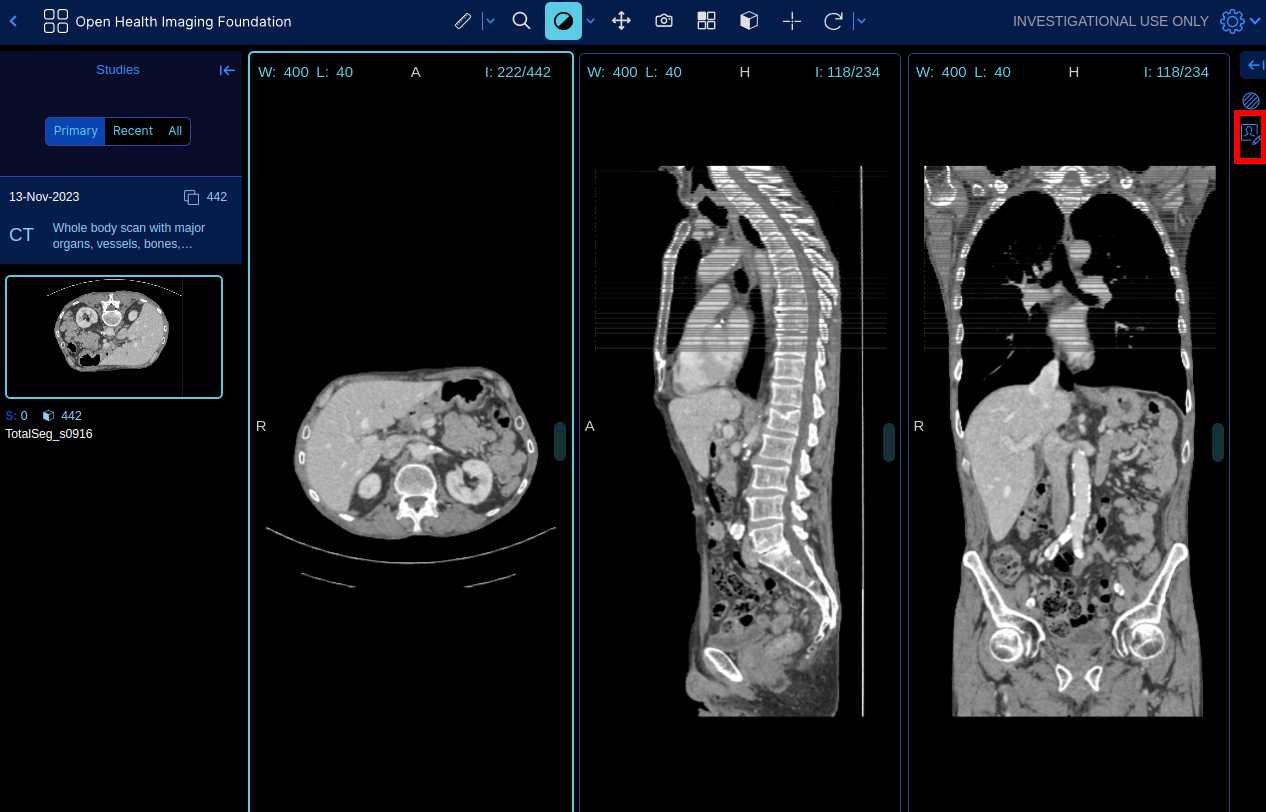 Open Health Imaging Foundation
INVESTIGATIONAL USE ONLY
Studies
Primary Recent All
13-Nov-2023 442
CT
Whole body scan with major
organs, vessels, bones,...
S: 0 442
TotalSeg_s0916
W: 400 L: 40 A I: 222/442
R
W: 400 L: 40 H I: 118/234
A
W: 400 L: 40 H I: 118/234
R